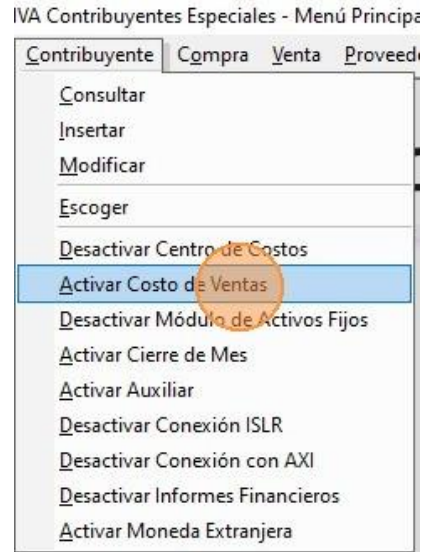 IVA Contribuyentes Especiales - Menú Principa
Contribuyente Compra Venta Proveed
Consultar
Insertar
Modificar
Escoger
Desactivar Centro de Costos
Activar Costo de Ventas
Desactivar Módulo de Activos Fijos
Activar Cierre de Mes
Activar Auxiliar
Desactivar Conexión ISLR
Desactivar Conexión con AXI
Desactivar Informes Financieros
Activar Moneda Extranjera